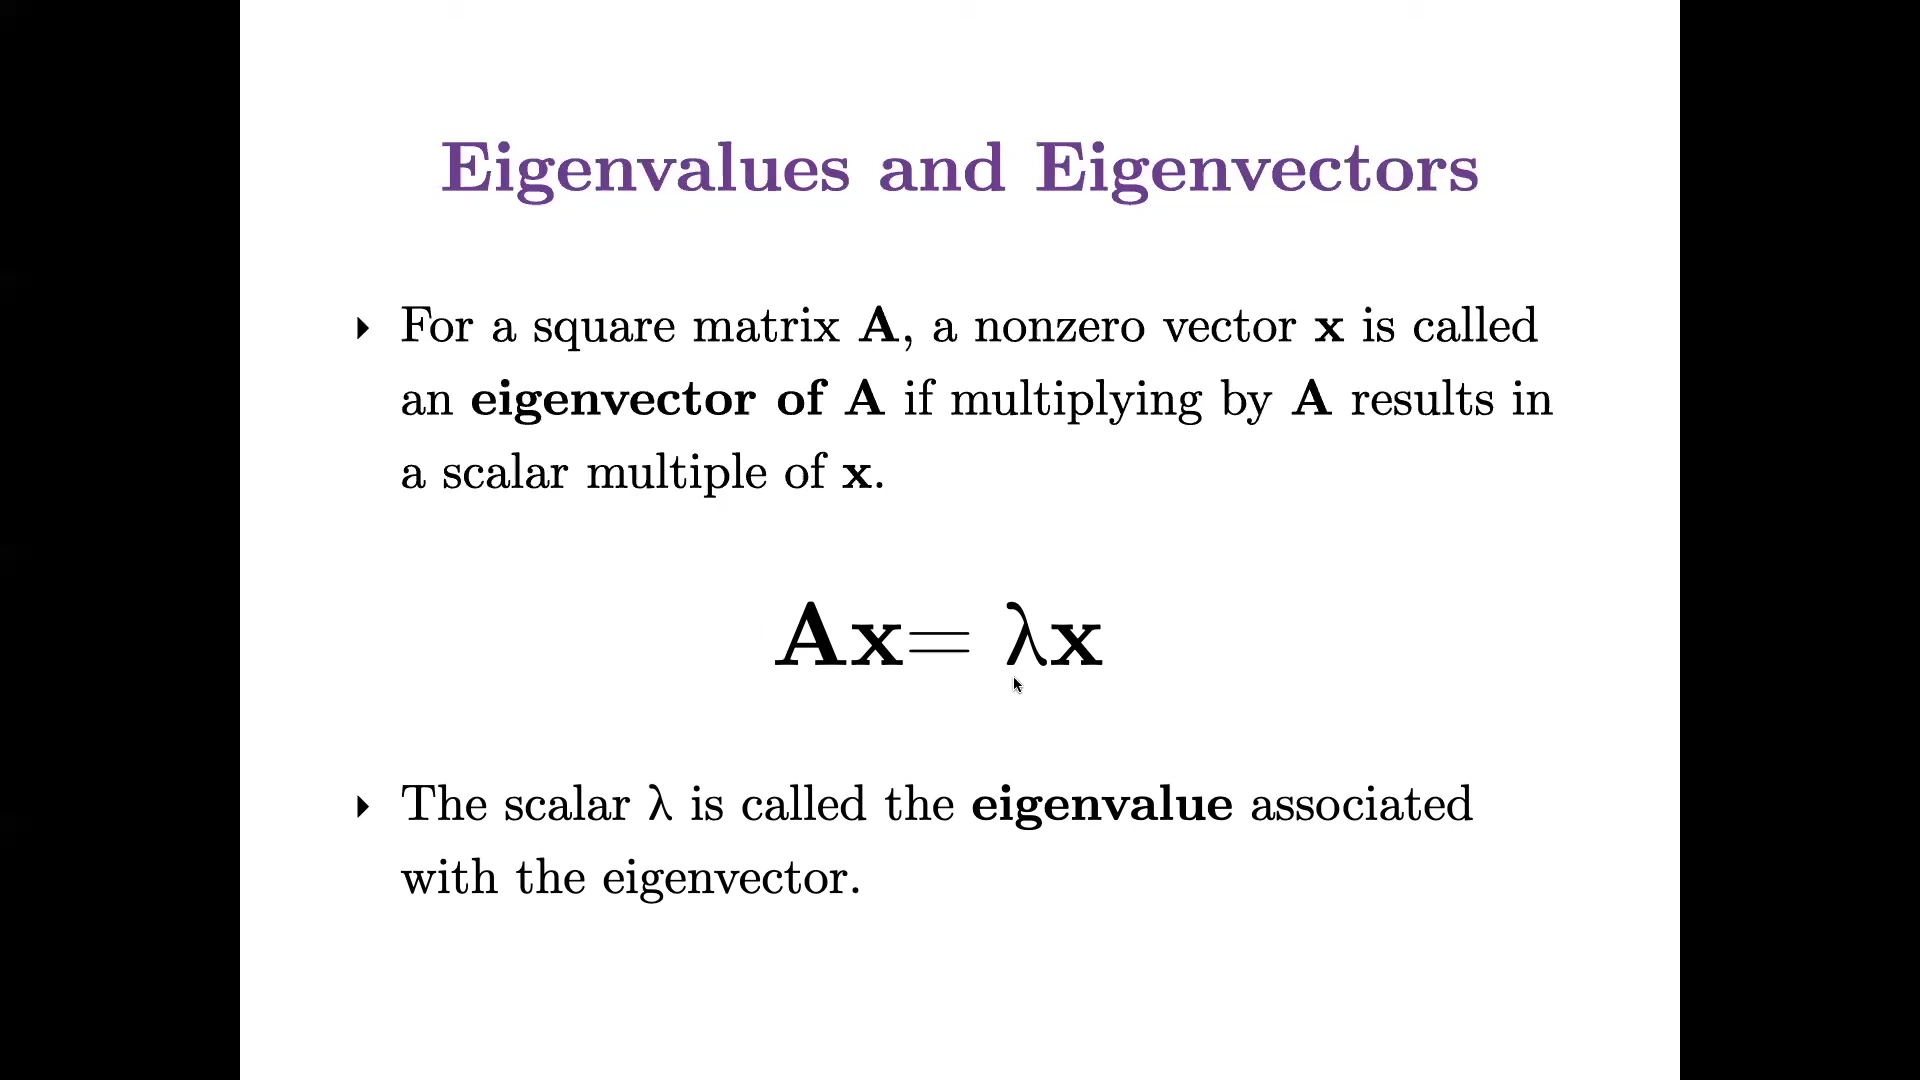 Eigenvalues and Eigenvectors
‣ For a square matrix A, a nonzero vector x is called
an eigenvector of A if multiplying by A results in
a scalar multiple of x.
Ax= λx
‣ The scalar λ is called the eigenvalue associated
with the eigenvector.